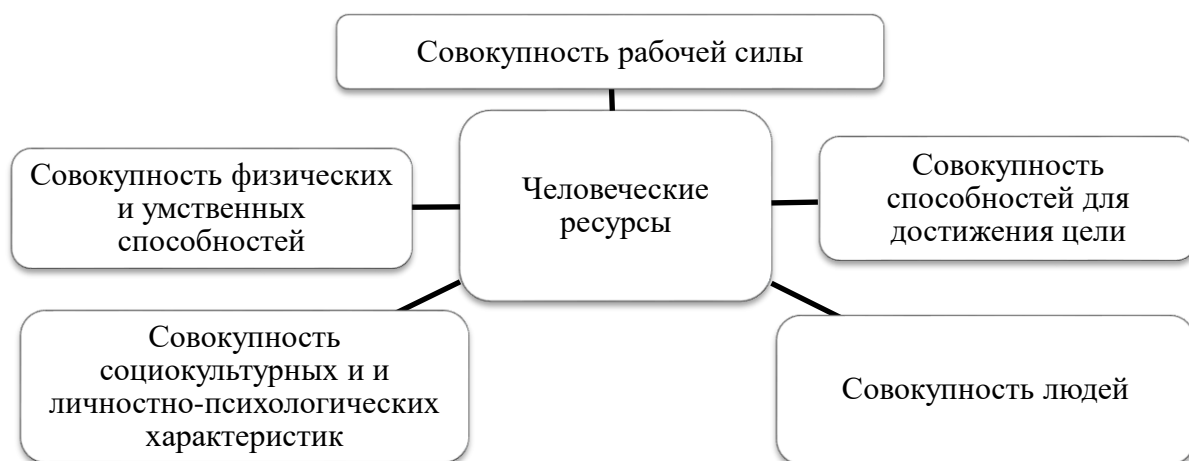 Совокупность рабочей силы
Совокупность физических
и умственных
способностей
Человеческие
ресурсы
Совокупность
способностей для
достижения цели
Совокупность
социокультурных и и
личностно-психологических
характеристик
Совокупность людей